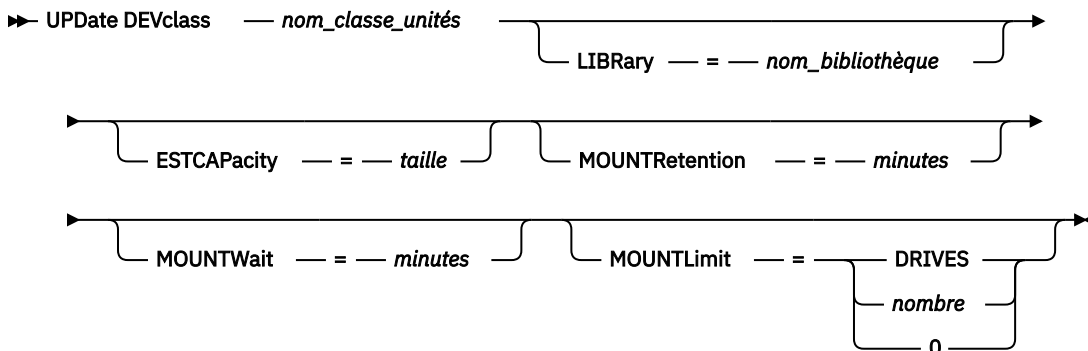 UPDate DEVclass — nom_classe_unités
LIBRary — = — nom_bibliothèque
ESTCAPacity — = — taille
MOUNTRetention — = — minutes
MOUNTWait — = — minutes
MOUNTLimit — = DRIVES
nombre
0